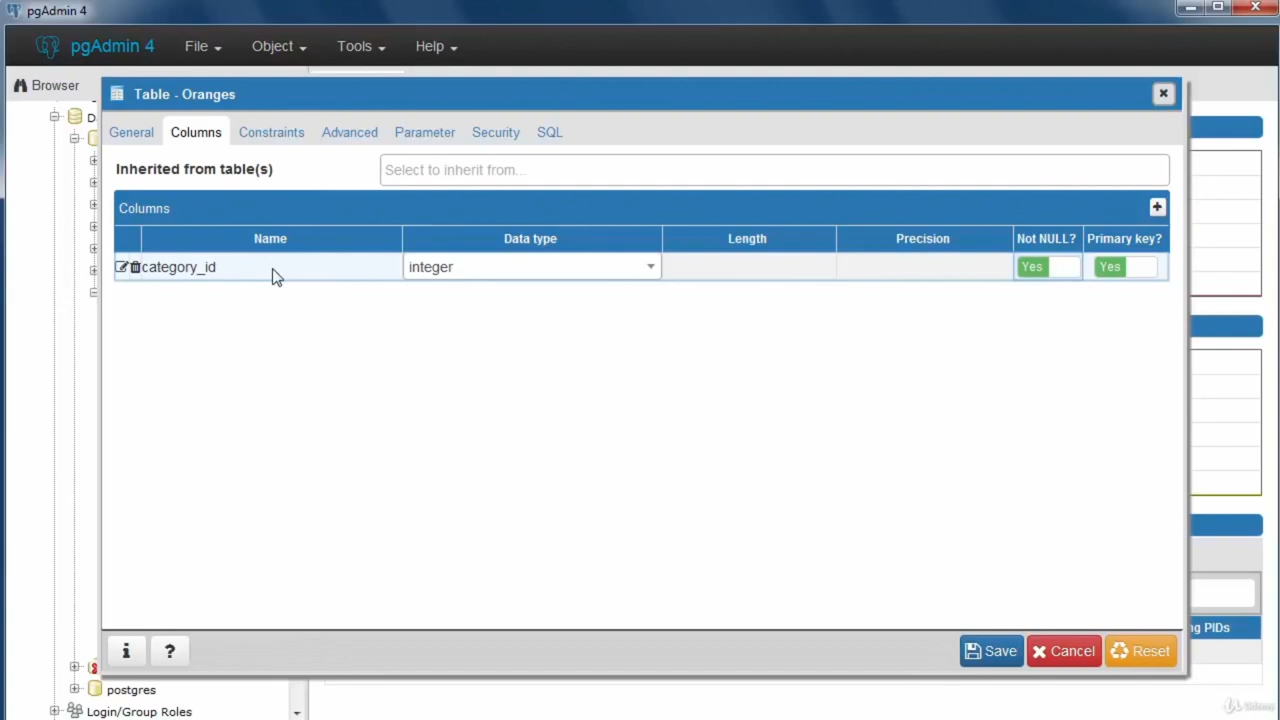 pgAdmin 4
pgAdmin 4 File Object Tools Help
Browser
Table - Oranges
General Columns Constraints Advanced Parameter Security SQL
Inherited from table(s) Select to inherit from...
Columns
Name Data type Length Precision Not NULL? Primary key?
category_id integer Yes Yes
PIDs
i ? Save Cancel Reset
postgres
Login/Group Roles
Udemy